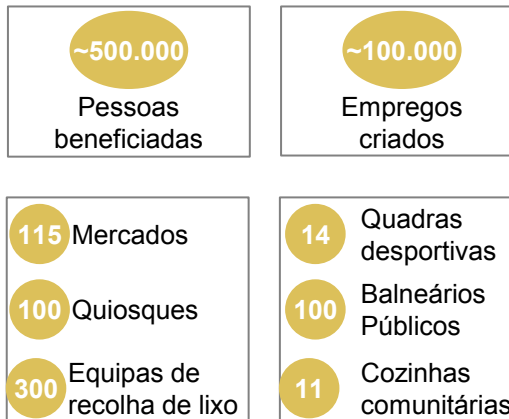 ~500.000
Pessoas
beneficiadas
~100.000
Empregos
criados
115 Mercados
100 Quiosques
300 Equipas de
recolha de lixo
14 Quadras
desportivas
100 Balneários
Públicos
11 Cozinhas
comunitárias